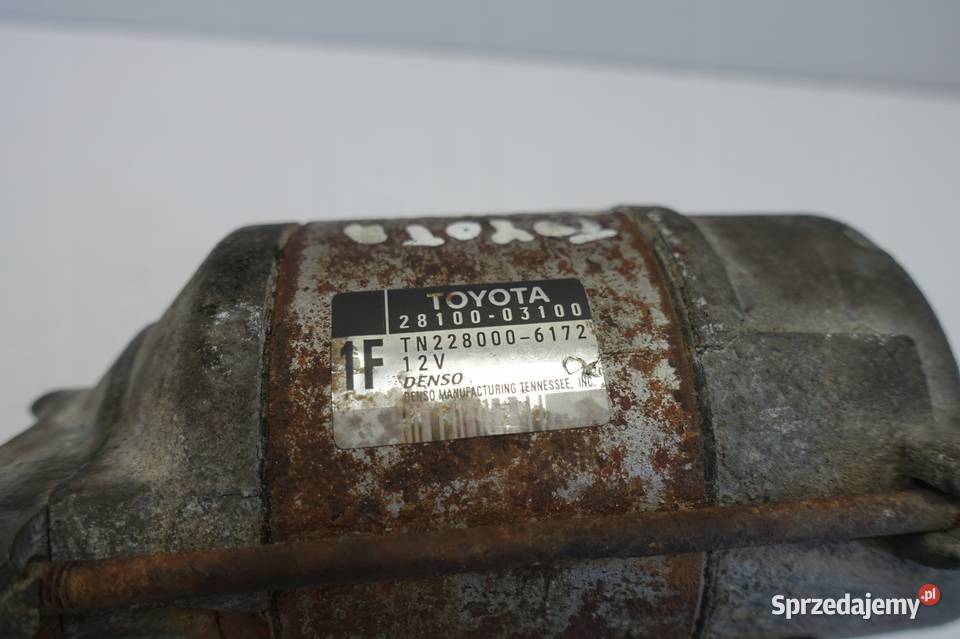 TOYOTA
TOYOTA
28100-03100
1F
TN228000-6172
12V
DENSO
DENSO MANUFACTURING TENNESSEE, INC.
Sprzedajemy.pl